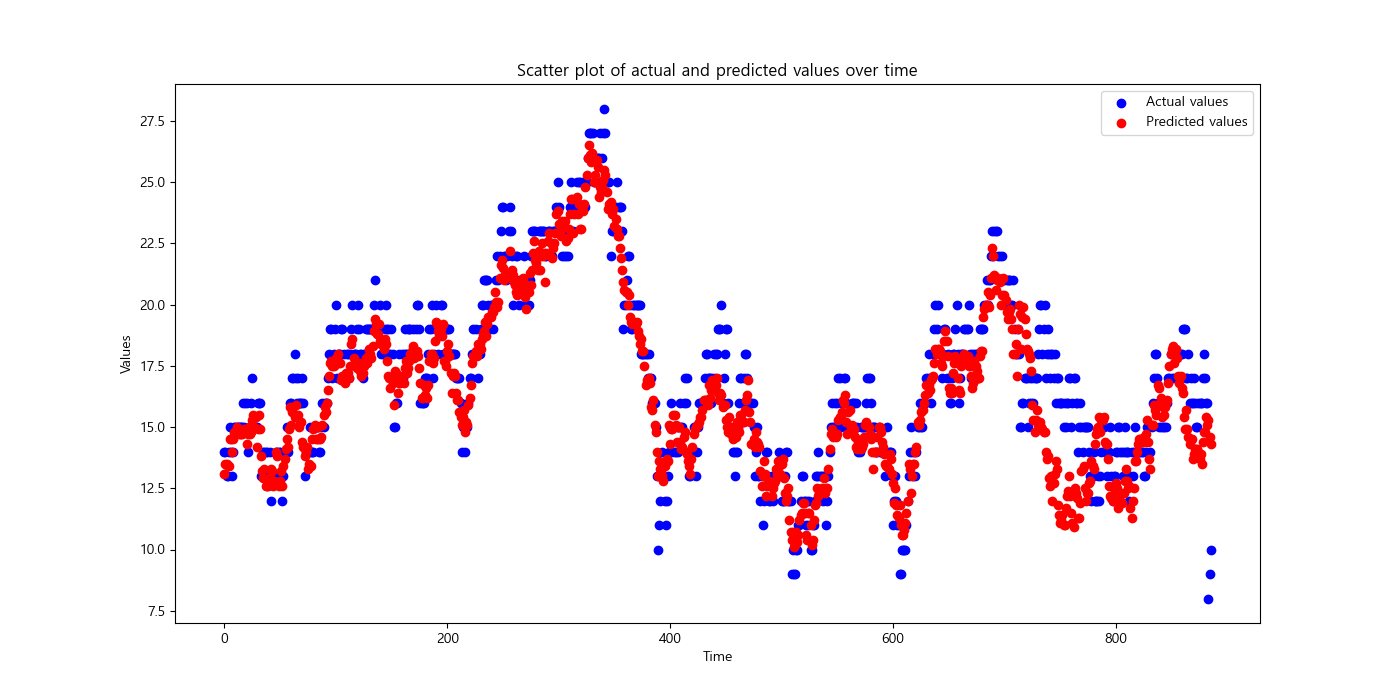 Scatter plot of actual and predicted values over time
Actual values
Predicted values
Values
27.5
25.0
22.5
20.0
17.5
15.0
12.5
10.0
7.5
0
200
400
600
800
Time